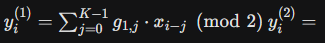 y_i^{(1)} = \sum_{j=0}^{K-1} g_{1,j} \cdot x_{i-j} \pmod{2} \, y_i^{(2)} =